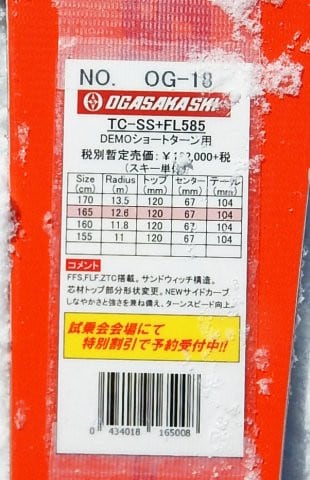 NO. OG-18
OGASAKA SKI
TC-SS+FL585
DEMOショートターン用
税別暫定売価：¥ ,000+税
(スキー単
Size (cm) Radius (m) トップ (mm) センター (mm) テール (mm)
170 13.5 120 67 104
165 12.6 120 67 104
160 11.8 120 67 104
155 11 120 67 104
コメント
FFS,FLF,ZTC搭載。サンドウィッチ構造。
芯材トップ部分形状変更。NEWサイドカーブ
しなやかさと強さを兼ね備え、ターンスピード向上。
試乗会会場にて
特別割引で予約受付中!!
0 434018 165008